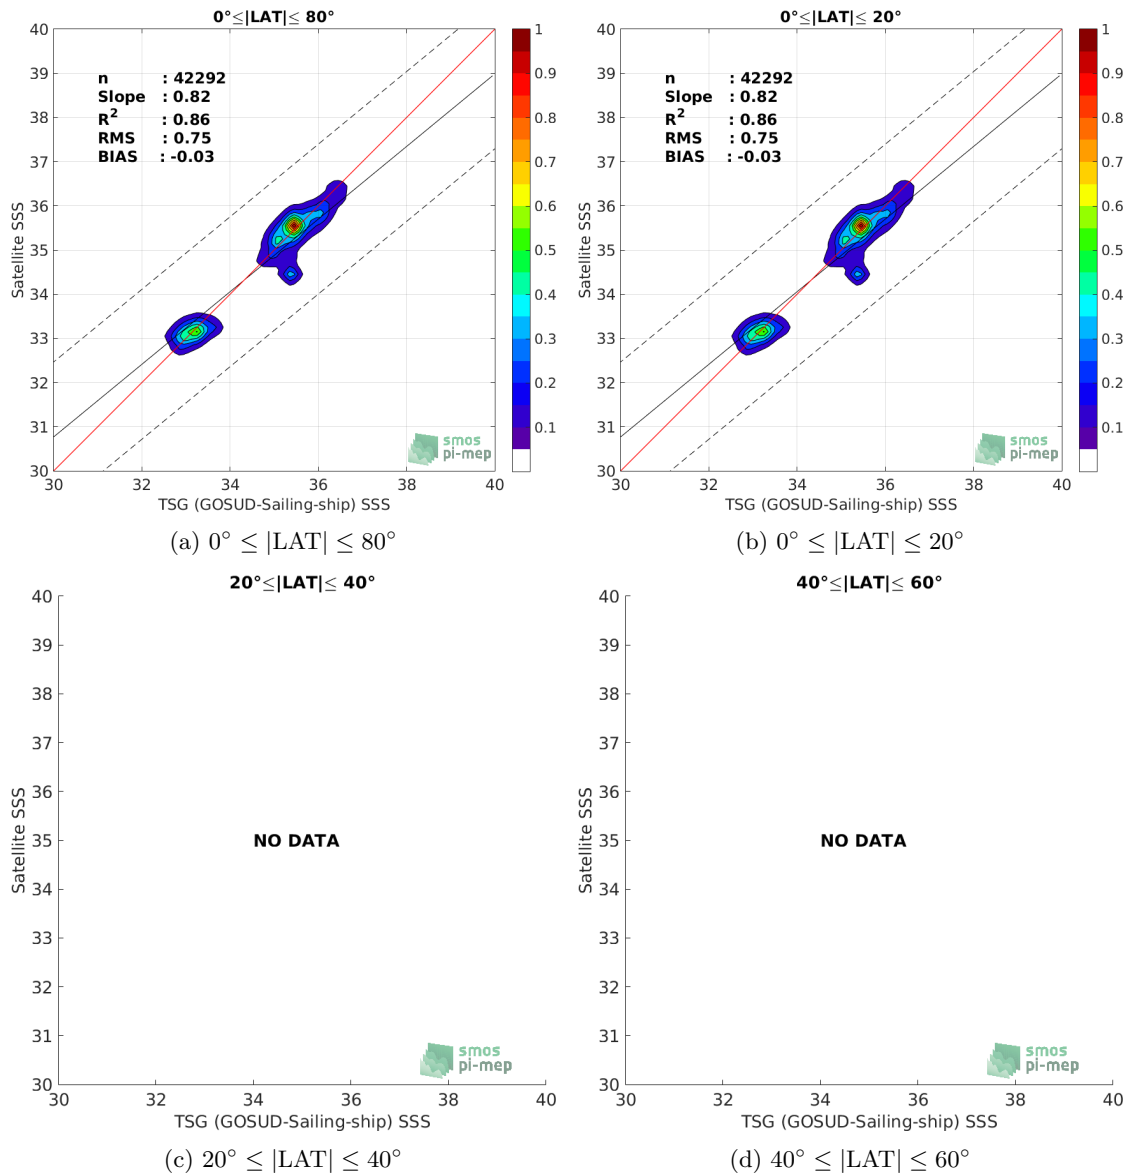 0°≤|LAT|≤ 80°
40
39
38
37
36
35
34
33
32
31
30
Satellite SSS
n : 42292
Slope : 0.82
R2 : 0.86
RMS : 0.75
BIAS : -0.03
1
0.9
0.8
0.7
0.6
0.5
0.4
0.3
0.2
0.1
smos
pi-mep
30 32 34 36 38 40
TSG (GOSUD-Sailing-ship) SSS
(a) 0° ≤ |LAT| ≤ 80°
0°≤|LAT|≤ 20°
40
39
38
37
36
35
34
33
32
31
30
Satellite SSS
n : 42292
Slope : 0.82
R2 : 0.86
RMS : 0.75
BIAS : -0.03
1
0.9
0.8
0.7
0.6
0.5
0.4
0.3
0.2
0.1
smos
pi-mep
30 32 34 36 38 40
TSG (GOSUD-Sailing-ship) SSS
(b) 0° ≤ |LAT| ≤ 20°
20°≤|LAT|≤ 40°
40
39
38
37
36
35
34
33
32
31
30
Satellite SSS
NO DATA
smos
pi-mep
30 32 34 36 38 40
TSG (GOSUD-Sailing-ship) SSS
(c) 20° ≤ |LAT| ≤ 40°
40°≤|LAT|≤ 60°
40
39
38
37
36
35
34
33
32
31
30
Satellite SSS
NO DATA
smos
pi-mep
30 32 34 36 38 40
TSG (GOSUD-Sailing-ship) SSS
(d) 40° ≤ |LAT| ≤ 60°